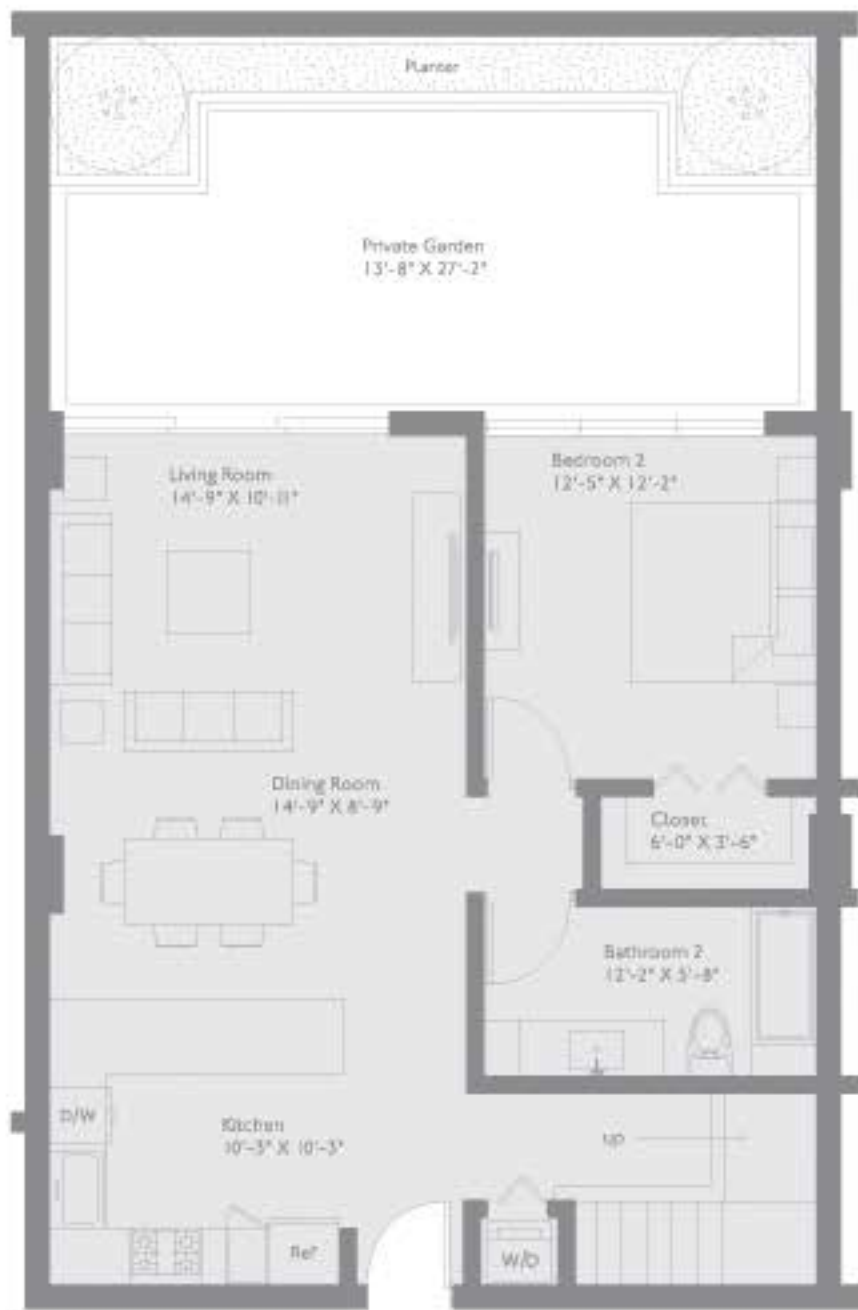 Planter
Private Garden
13'-8" X 27'-2"
Living Room
14'-9" X 10'-11"
Bedroom 2
12'-5" X 12'-2"
Dining Room
14'-9" X 8'-9"
Closet
6'-0" X 3'-6"
Bathroom 2
12'-2" X 5'-8"
D/W
Kitchen
10'-3" X 10'-3"
up
Ref
W/D